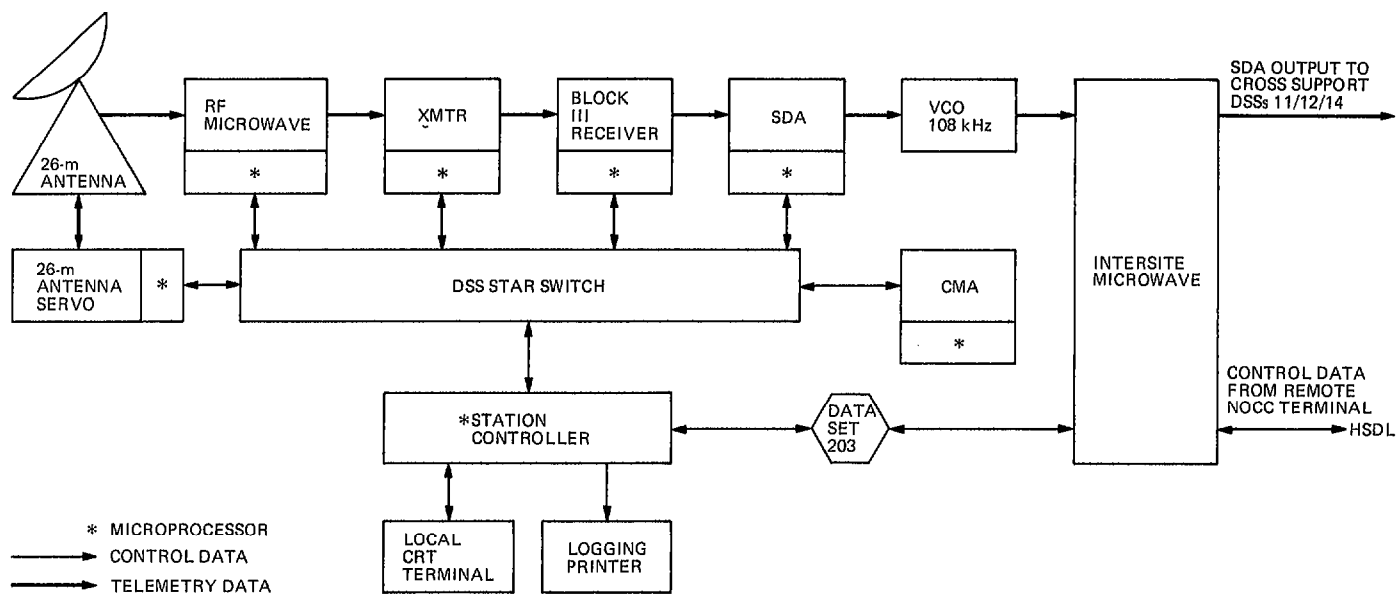 RF
MICROWAVE
XMTR
BLOCK
III
RECEIVER
SDA
VCO
108 kHz
SDA OUTPUT TO
CROSS SUPPORT
DSSs 11/12/14
26-m
ANTENNA
*
*
*
*
26-m
ANTENNA
SERVO
*
DSS STAR SWITCH
CMA
*
INTERSITE
MICROWAVE
*STATION
CONTROLLER
DATA
SET
203
CONTROL DATA
FROM REMOTE
NOCC TERMINAL
HSDL
LOCAL
CRT
TERMINAL
LOGGING
PRINTER
* MICROPROCESSOR
CONTROL DATA
TELEMETRY DATA